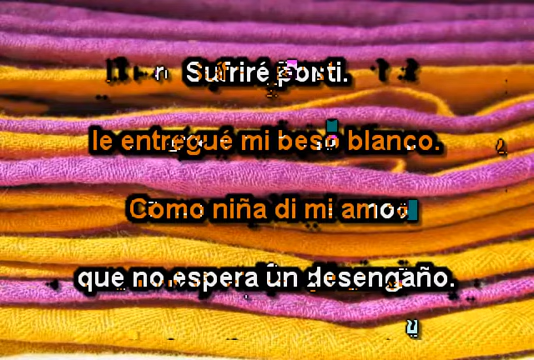 Sufriré por ti.
le entregué mi beso blanco.
Como niña di mi amor
que no espera un desengaño.